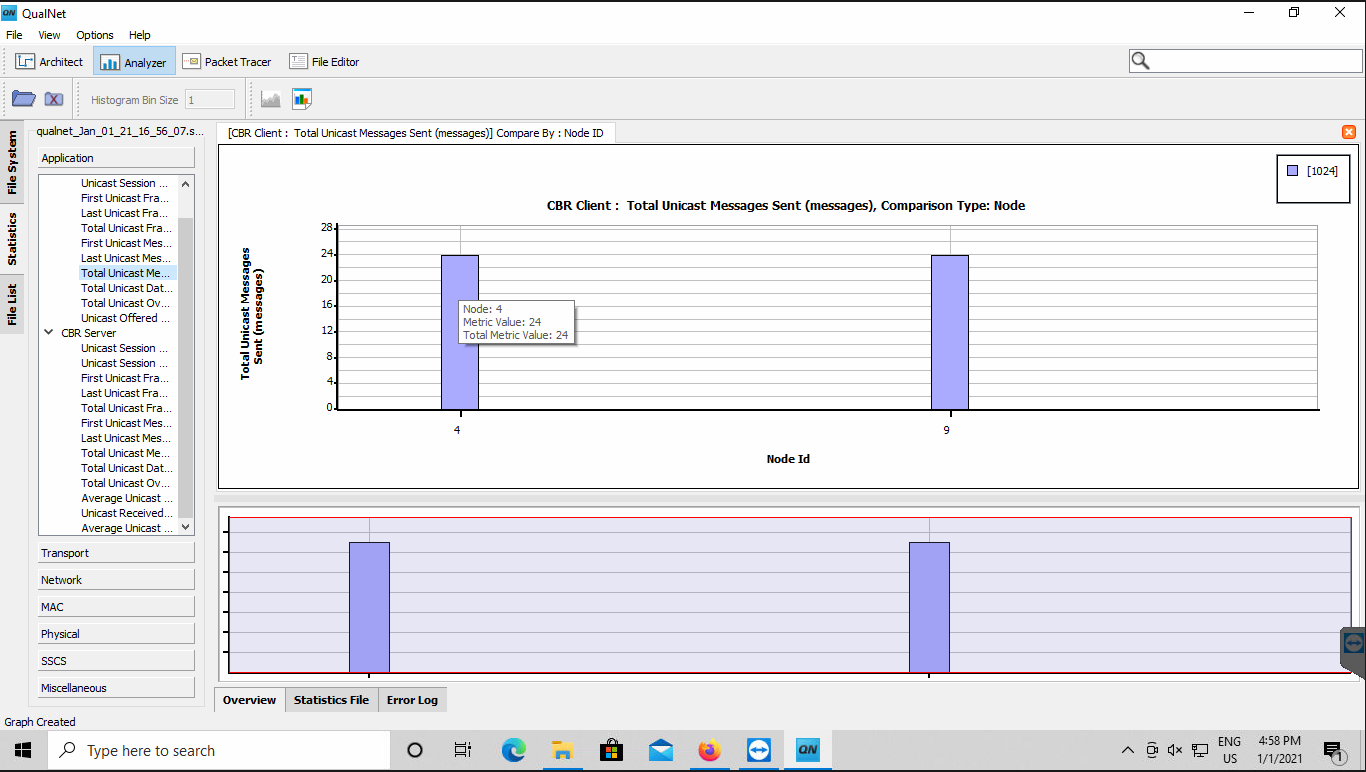 QN QualNet
File View Options Help
Architect Analyzer Packet Tracer File Editor
Histogram Bin Size 1
File System
Statistics
File List
qualnet_Jan_01_21_16_56_07.s...
Application
Unicast Session ...
First Unicast Fra...
Last Unicast Fra...
Total Unicast Fra...
First Unicast Mes...
Last Unicast Mes...
Total Unicast Me...
Total Unicast Dat...
Total Unicast Ov...
Unicast Offered ...
CBR Server
Unicast Session ...
Unicast Session ...
First Unicast Fra...
Last Unicast Fra...
Total Unicast Fra...
First Unicast Mes...
Last Unicast Mes...
Total Unicast Me...
Total Unicast Dat...
Total Unicast Ov...
Average Unicast ...
Unicast Received...
Average Unicast ...
Transport
Network
MAC
Physical
SSCS
Miscellaneous
[CBR Client : Total Unicast Messages Sent (messages)] Compare By : Node ID
[1024]
CBR Client : Total Unicast Messages Sent (messages), Comparison Type: Node
Total Unicast Messages
Sent (messages)
28
24
20
16
12
8
4
0
Node: 4
Metric Value: 24
Total Metric Value: 24
4 9
Node Id
Overview Statistics File Error Log
Graph Created
Type here to search
QN
ENG
US
4:58 PM
1/1/2021
1